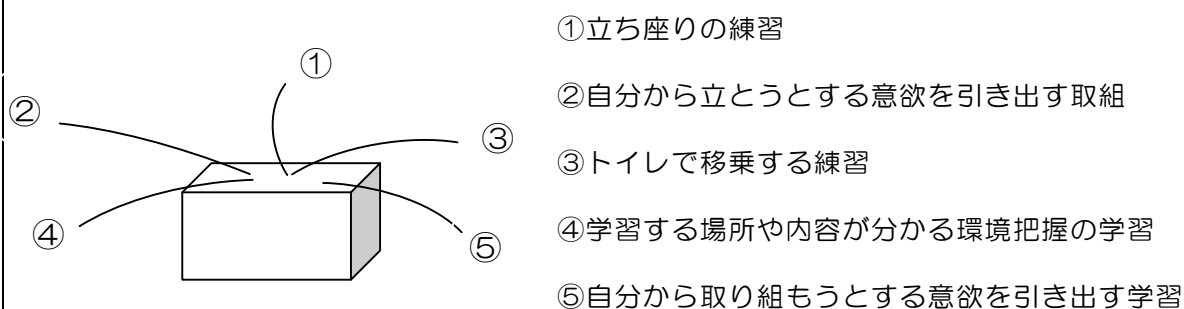 ①
②
③
④
⑤
①立ち座りの練習
②自分から立とうとする意欲を引き出す取組
③トイレで移乗する練習
④学習する場所や内容が分かる環境把握の学習
⑤自分から取り組もうとする意欲を引き出す学習